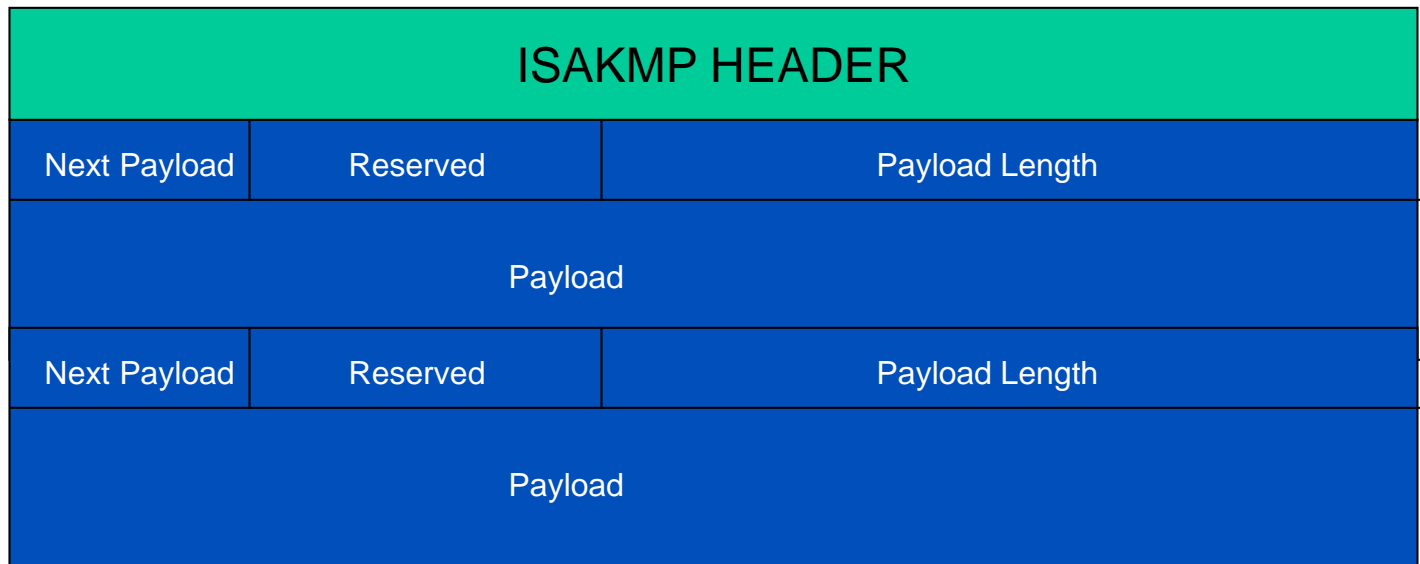 ISAKMP HEADER
Next Payload Reserved Payload Length
Payload
Next Payload Reserved Payload Length
Payload